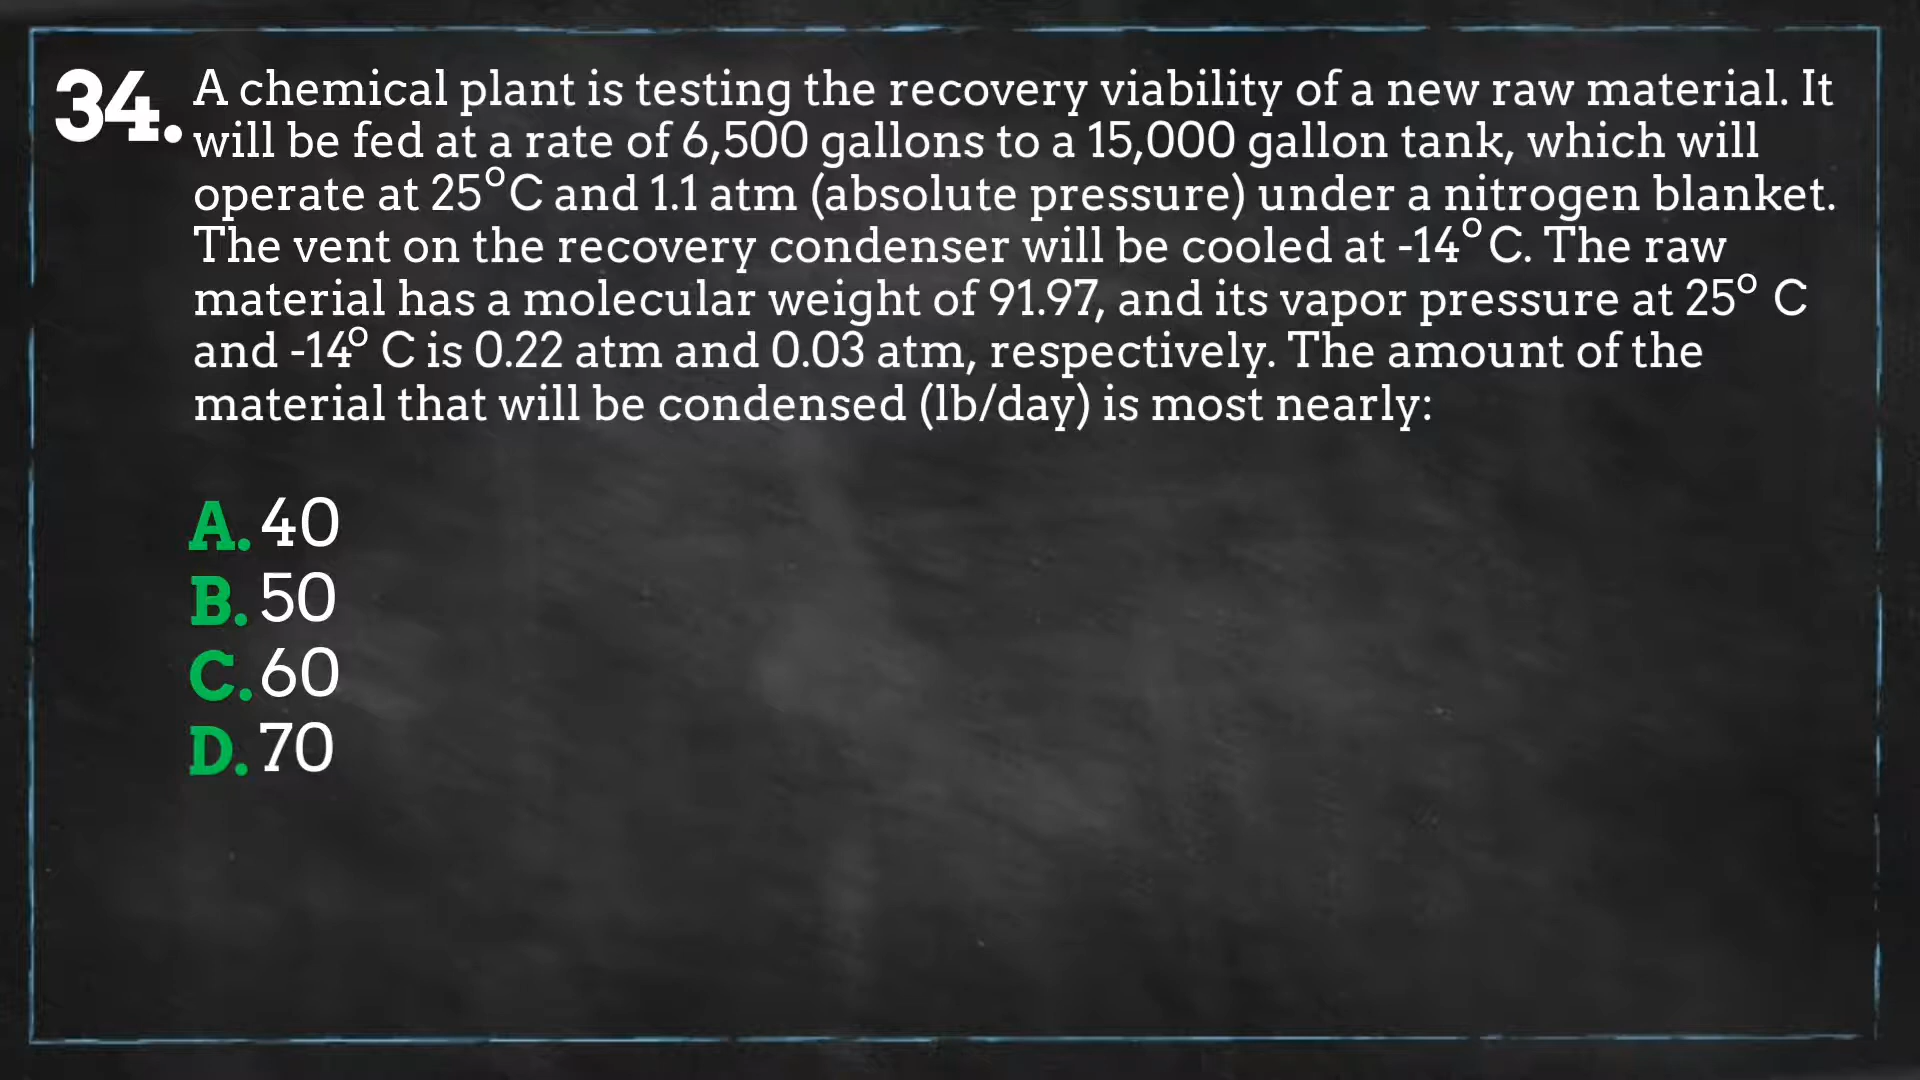 34. A chemical plant is testing the recovery viability of a new raw material. It
will be fed at a rate of 6,500 gallons to a 15,000 gallon tank, which will
operate at 25°C and 1.1 atm (absolute pressure) under a nitrogen blanket.
The vent on the recovery condenser will be cooled at -14°C. The raw
material has a molecular weight of 91.97, and its vapor pressure at 25° C
and -14° C is 0.22 atm and 0.03 atm, respectively. The amount of the
material that will be condensed (lb/day) is most nearly:
A. 40
B. 50
C. 60
D. 70